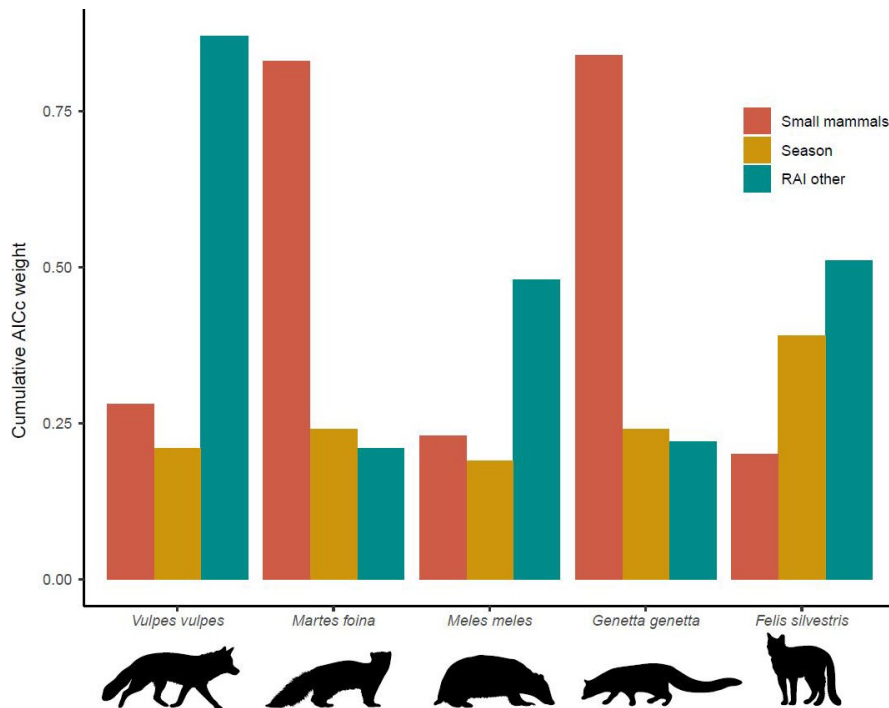 Cumulative AICc weight
0.75
0.50
0.25
0.00
Small mammals
Season
RAI other
Vulpes vulpes
Martes foina
Meles meles
Genetta genetta
Felis silvestris